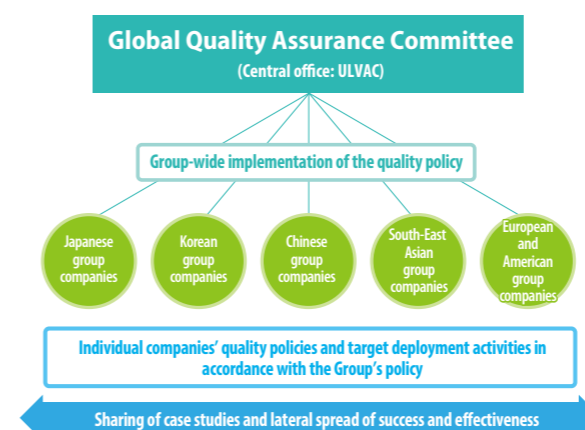 Global Quality Assurance Committee
(Central office: ULVAC)
Group-wide implementation of the quality policy
Japanese
group
companies
Korean
group
companies
Chinese
group
companies
South-East
Asian
group
companies
European
and
American
group
companies
Individual companies’ quality policies and target deployment activities in
accordance with the Group’s policy
Sharing of case studies and lateral spread of success and effectiveness